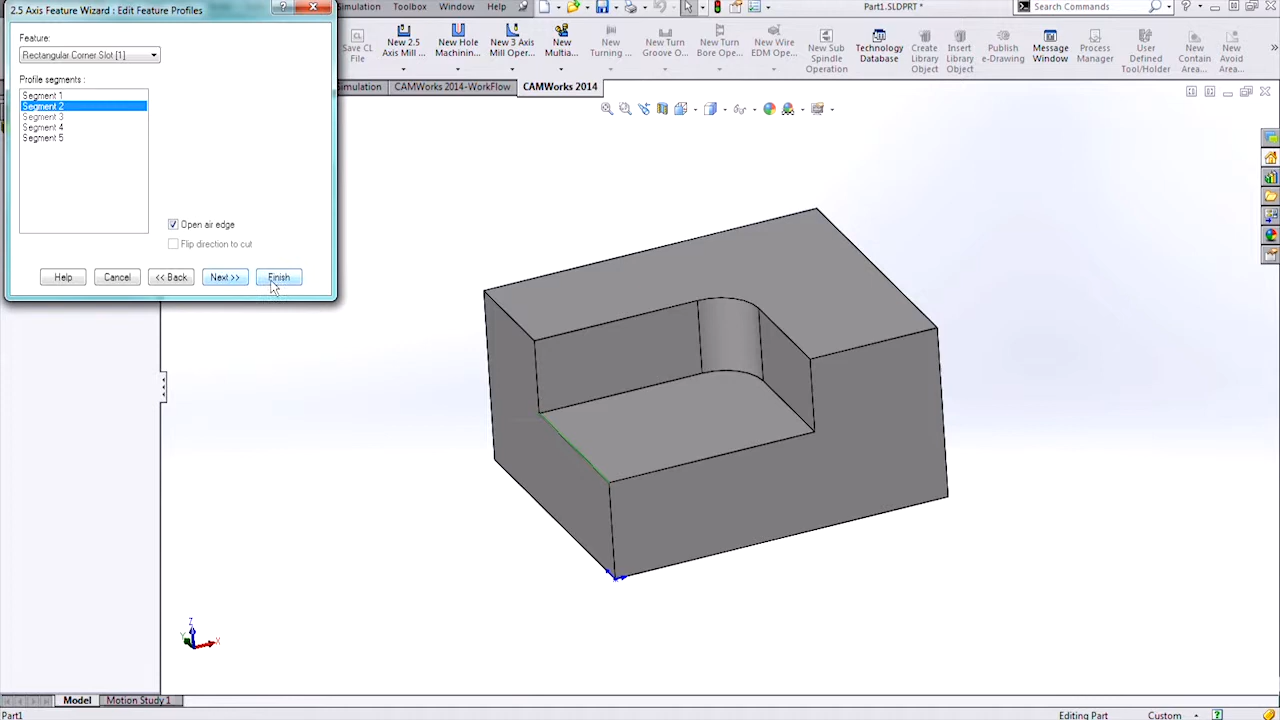 2.5 Axis Feature Wizard : Edit Feature Profiles
Feature:
Rectangular Corner Slot [1]
Profile segments :
Segment 1
Segment 2
Segment 3
Segment 4
Segment 5
Open air edge
Flip direction to cut
Help
Cancel
<< Back
Next >>
Finish
Simulation Toolbox Window Help
Part1.SLDPRT *
Search Commands
Save CL File
New 2.5 Axis Mill ...
New Hole Machinin...
New 3 Axis Mill Oper...
New Multia...
New Turning ...
New Turn Groove O...
New Turn Bore Oper...
New Wire EDM Ope...
New Sub Spindle Operation
Technology Database
Create Library Object
Insert Library Object
Publish e-Drawing
Message Window
Process Manager
User Defined Tool/Holder
New Contain Area...
New Avoid Area...
imulation
CAMWorks 2014-WorkFlow
CAMWorks 2014
Z
Y
X
Model
Motion Study 1
Part1
Editing Part
Custom